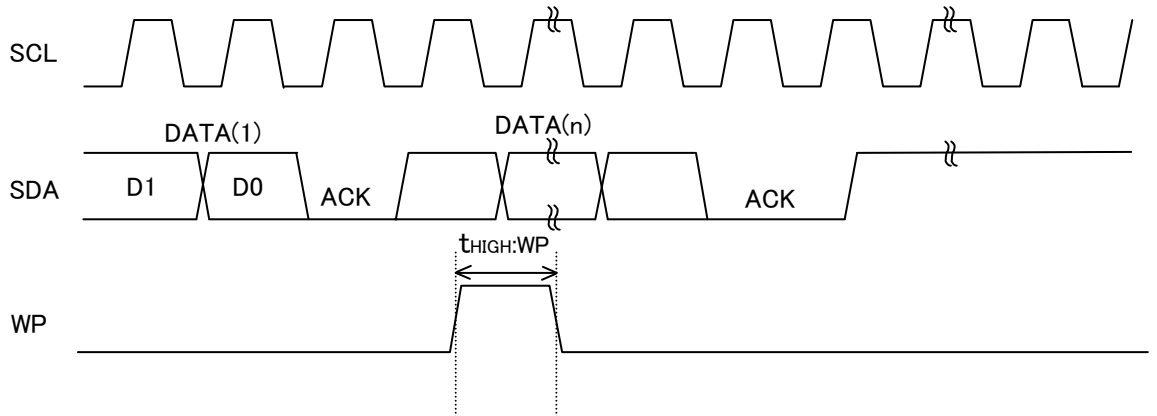 SCL
DATA(1)
DATA(n)
SDA
D1
D0
ACK
ACK
tHIGH:WP
WP